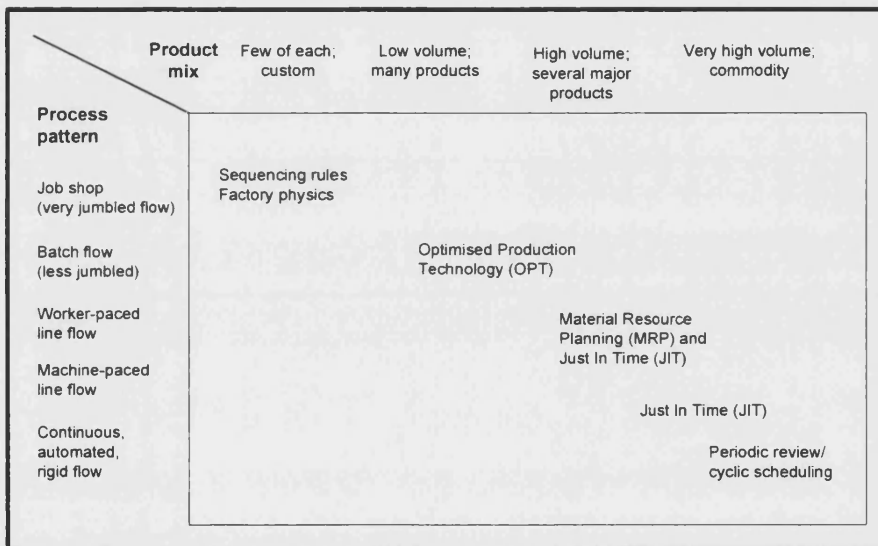 Product mix
Few of each; custom
Low volume; many products
High volume; several major products
Very high volume; commodity
Process pattern
Job shop
(very jumbled flow)
Sequencing rules
Factory physics
Batch flow
(less jumbled)
Optimised Production
Technology (OPT)
Worker-paced
line flow
Material Resource
Planning (MRP) and
Just In Time (JIT)
Machine-paced
line flow
Just In Time (JIT)
Continuous,
automated,
rigid flow
Periodic review/
cyclic scheduling